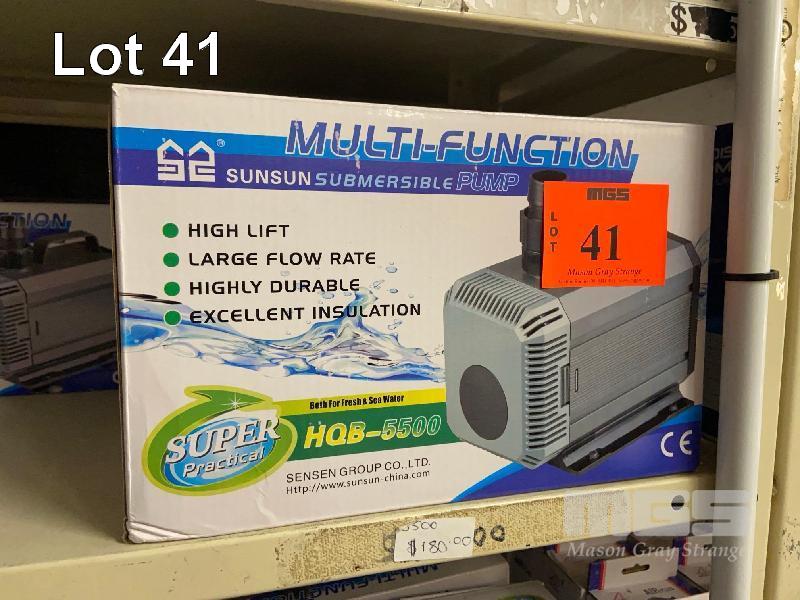 Lot 41
$
MULTI-FUNCTION
SUNSUN SUBMERSIBLE PUMP
HIGH LIFT
LARGE FLOW RATE
HIGHLY DURABLE
EXCELLENT INSULATION
MGS
LOT
41
Mason Gray Strange
Both For Fresh & Sea Water
SUPER
Practical
HQB-5500
SENSEN GROUP CO.,LTD.
Http://www.sunsun-china.com
CE
5500
$180.00
MGS
Mason Gray Strange